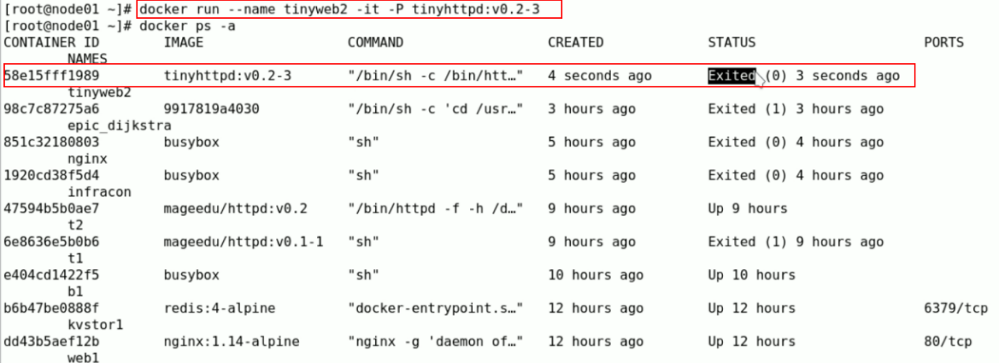 [root@node01 ~]# docker run --name tinyweb2 -it -P tinyhttpd:v0.2-3
[root@node01 ~]# docker ps -a
CONTAINER ID IMAGE COMMAND CREATED STATUS PORTS
NAMES
58e15fff1989 tinyhttpd:v0.2-3 "/bin/sh -c /bin/htt…" 4 seconds ago Exited (0) 3 seconds ago
tinyweb2
98c7c87275a6 9917819a4030 "/bin/sh -c 'cd /usr…" 3 hours ago Exited (1) 3 hours ago
epic_dijkstra
851c32180803 busybox "sh" 5 hours ago Exited (0) 4 hours ago
nginx
1920cd38f5d4 busybox "sh" 5 hours ago Exited (0) 4 hours ago
infracon
47594b5b0ae7 mageedu/httpd:v0.2 "/bin/httpd -f -h /d…" 9 hours ago Up 9 hours
t2
6e8636e5b0b6 mageedu/httpd:v0.1-1 "sh" 9 hours ago Exited (1) 9 hours ago
t1
e404cd1422f5 busybox "sh" 10 hours ago Up 10 hours
b1
b6b47be0888f redis:4-alpine "docker-entrypoint.s…" 12 hours ago Up 12 hours 6379/tcp
kvstor1
dd43b5aef12b nginx:1.14-alpine "nginx -g 'daemon of…" 12 hours ago Up 12 hours 80/tcp
web1